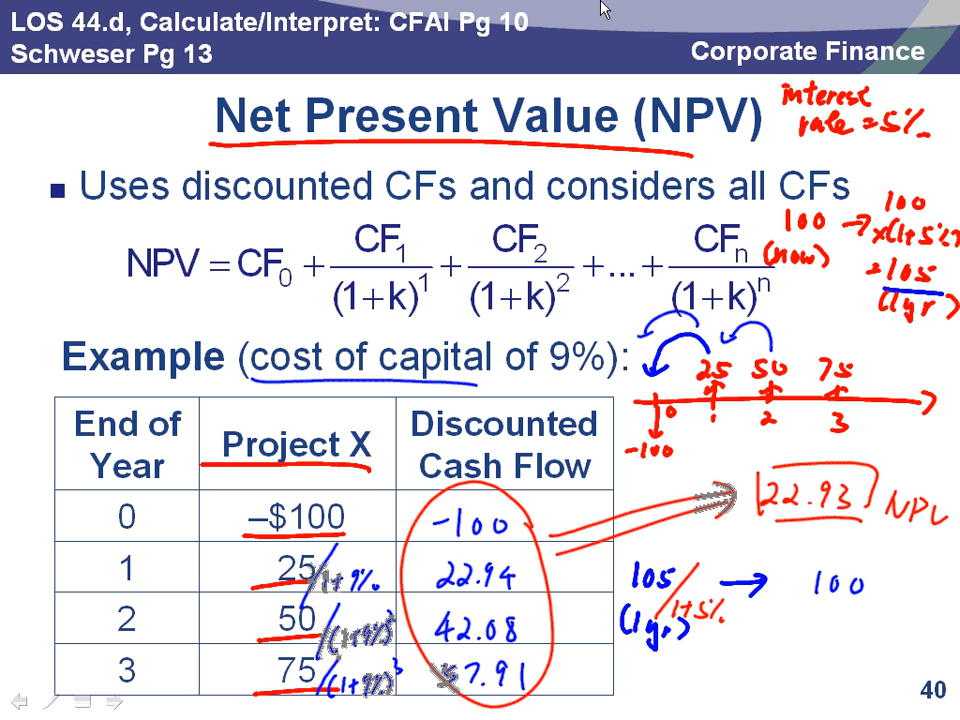 LOS 44.d, Calculate/Interpret: CFAI Pg 10
Schweser Pg 13
Corporate Finance
Net Present Value (NPV)
interest
rate = 5%
■ Uses discounted CFs and considers all CFs
NPV = CF0 + CF1/(1+k)^1 + CF2/(1+k)^2 + ... + CFn/(1+k)^n
100 → 100
(now) ×(1+5%)
= 105
(1yr)
Example (cost of capital of 9%):
25 50 75
0 1 2 3
-100
End of Year | Project X | Discounted Cash Flow
0 –$100 -100
1 25/1+9% 22.94
2 50/(1+9%)^2 42.08
3 75/(1+9%)^3 57.91
22.93 NPV
105/1+5% → 100
(1yr)
40